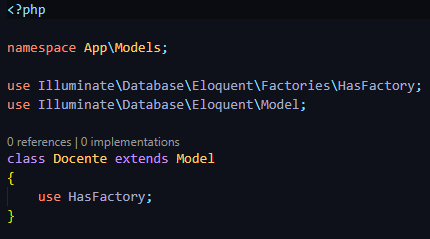 <?php
namespace App\Models;
use Illuminate\Database\Eloquent\Factories\HasFactory;
use Illuminate\Database\Eloquent\Model;
0 references | 0 implementations
class Docente extends Model
{
    use HasFactory;
}